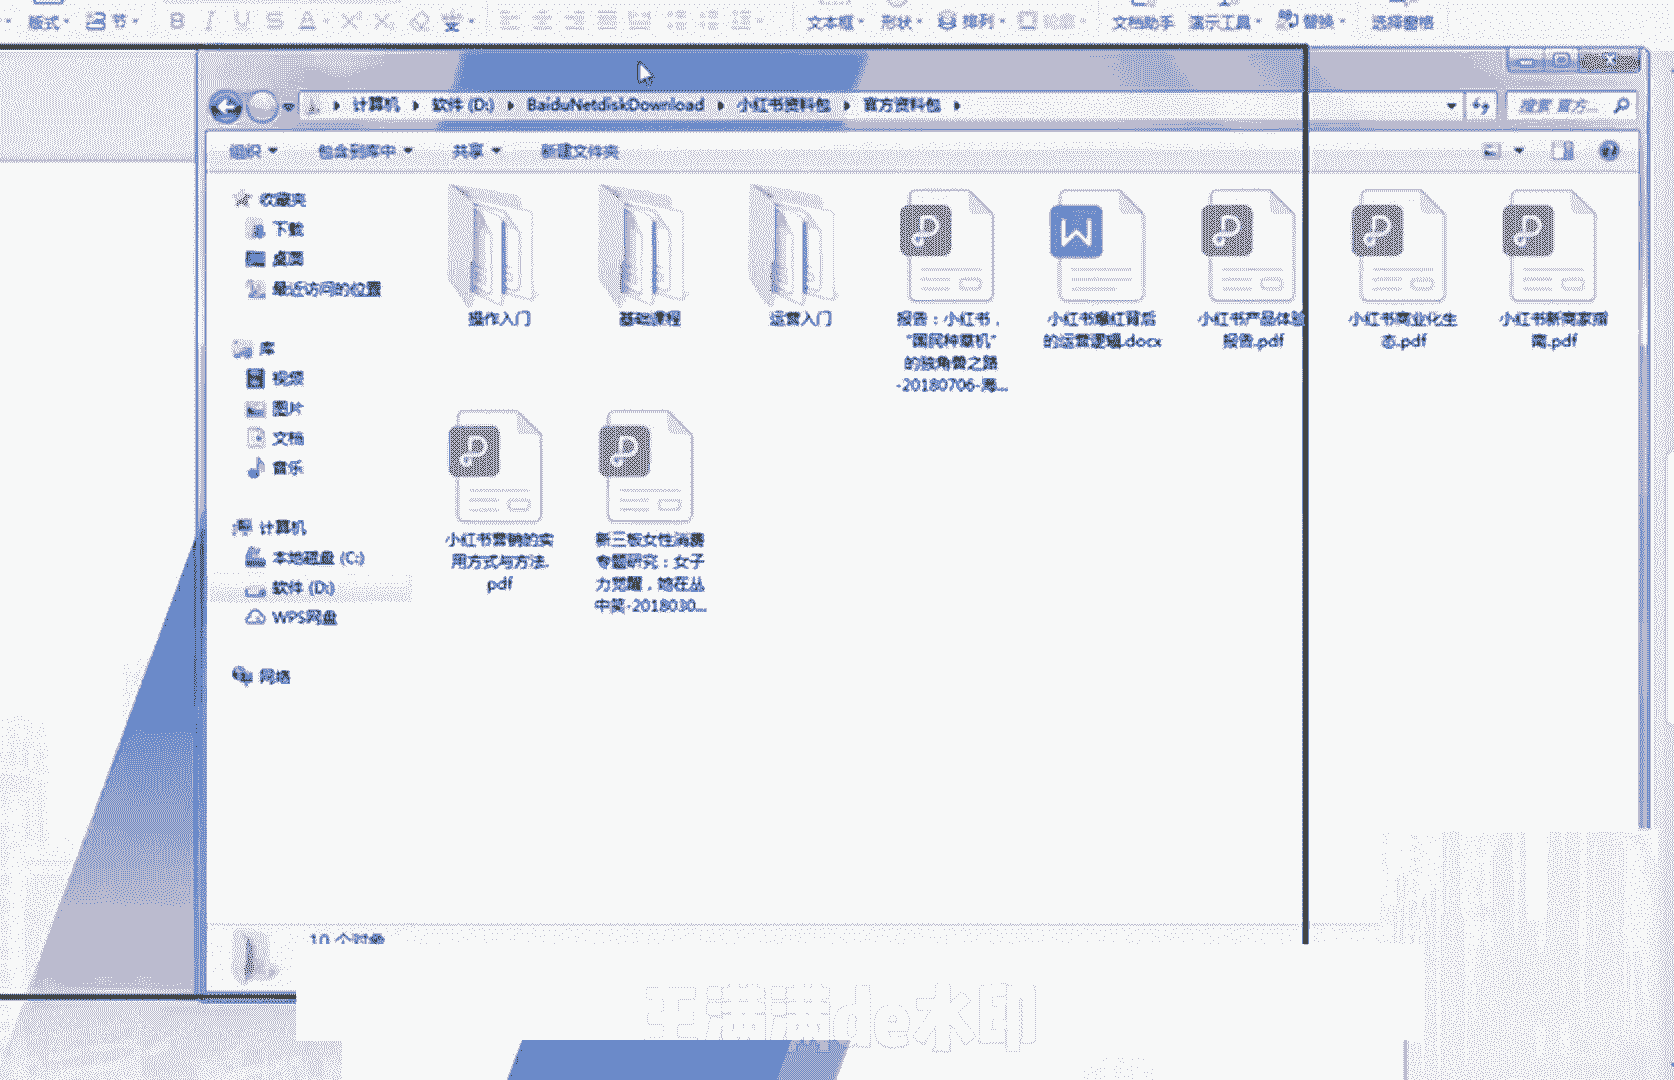 版式 节 B I U S A X² X₂ 文本框 形状 排列 轮廓 文档助手 演示工具 替换 选择窗格
计算机 软件 (D:) BaiduNetdiskDownload 小红书资料包 官方资料包 搜索 官方...
组织 包含到库中 共享 新建文件夹
收藏夹
下载
桌面
最近访问的位置
库
视频
图片
文档
音乐
计算机
本地磁盘 (C:)
软件 (D:)
WPS网盘
网络
操作入门
基础课程
运营入门
报告：小红书，
“国民种草机”
的独角兽之路
-20180706-...
小红书爆红背后
的运营逻辑.docx
小红书产品体验
报告.pdf
小红书商业化生
态.pdf
小红书新商家指
南.pdf
小红书营销的实
用方式与方法.
pdf
新三板女性消费
专题研究：女子
力觉醒，她在丛
中笑-2018030...
10 个对象
王潇潇de水印